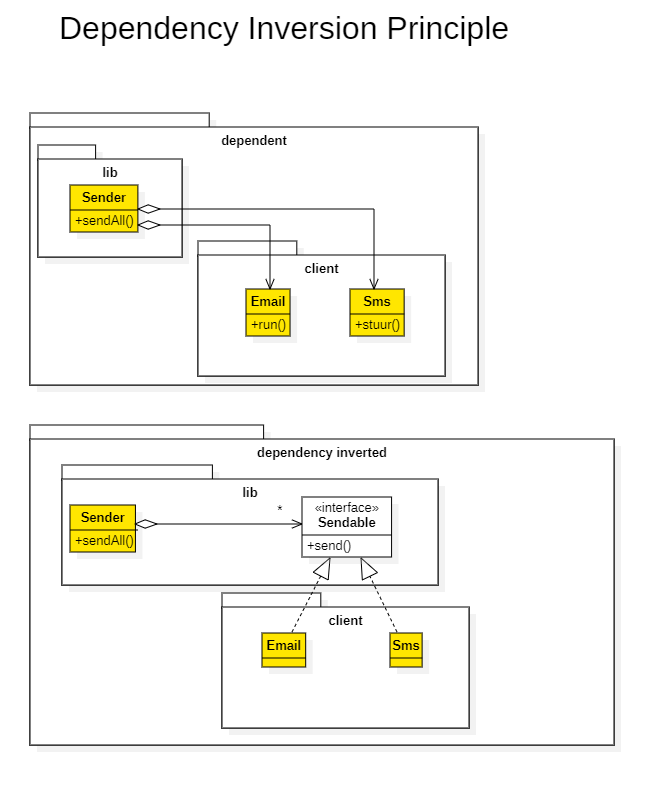 Dependency Inversion Principle
dependent
lib
Sender
+sendAll()
client
Email
+run()
Sms
+stuur()
dependency inverted
lib
Sender
+sendAll()
*
«interface»
Sendable
+send()
client
Email
Sms